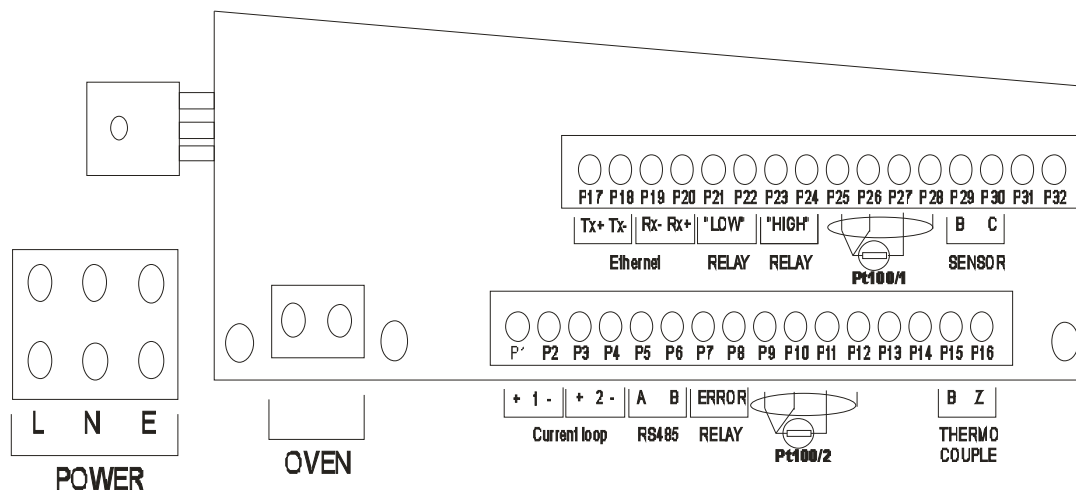 P17 P18 P19 P20 P21 P22 P23 P24 P25 P26 P27 P28 P29 P30 P31 P32
Tx+ Tx- Rx- Rx+ "LOW" "HIGH" B C
Ethernet RELAY RELAY SENSOR
Pt100/1
P1 P2 P3 P4 P5 P6 P7 P8 P9 P10 P11 P12 P13 P14 P15 P16
+ 1 - + 2 - A B ERROR B Z
L N E
Current loop RS485 RELAY THERMO
Pt100/2 COUPLE
OVEN
POWER